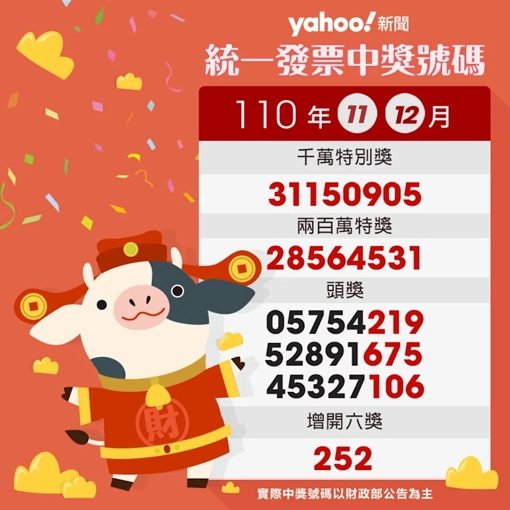 yahoo!新聞
統一發票中獎號碼
110年 11 12月
千萬特別獎
31150905
兩百萬特獎
28564531
頭獎
05754219
52891675
45327106
增開六獎
252
財
實際中獎號碼以財政部公告為主